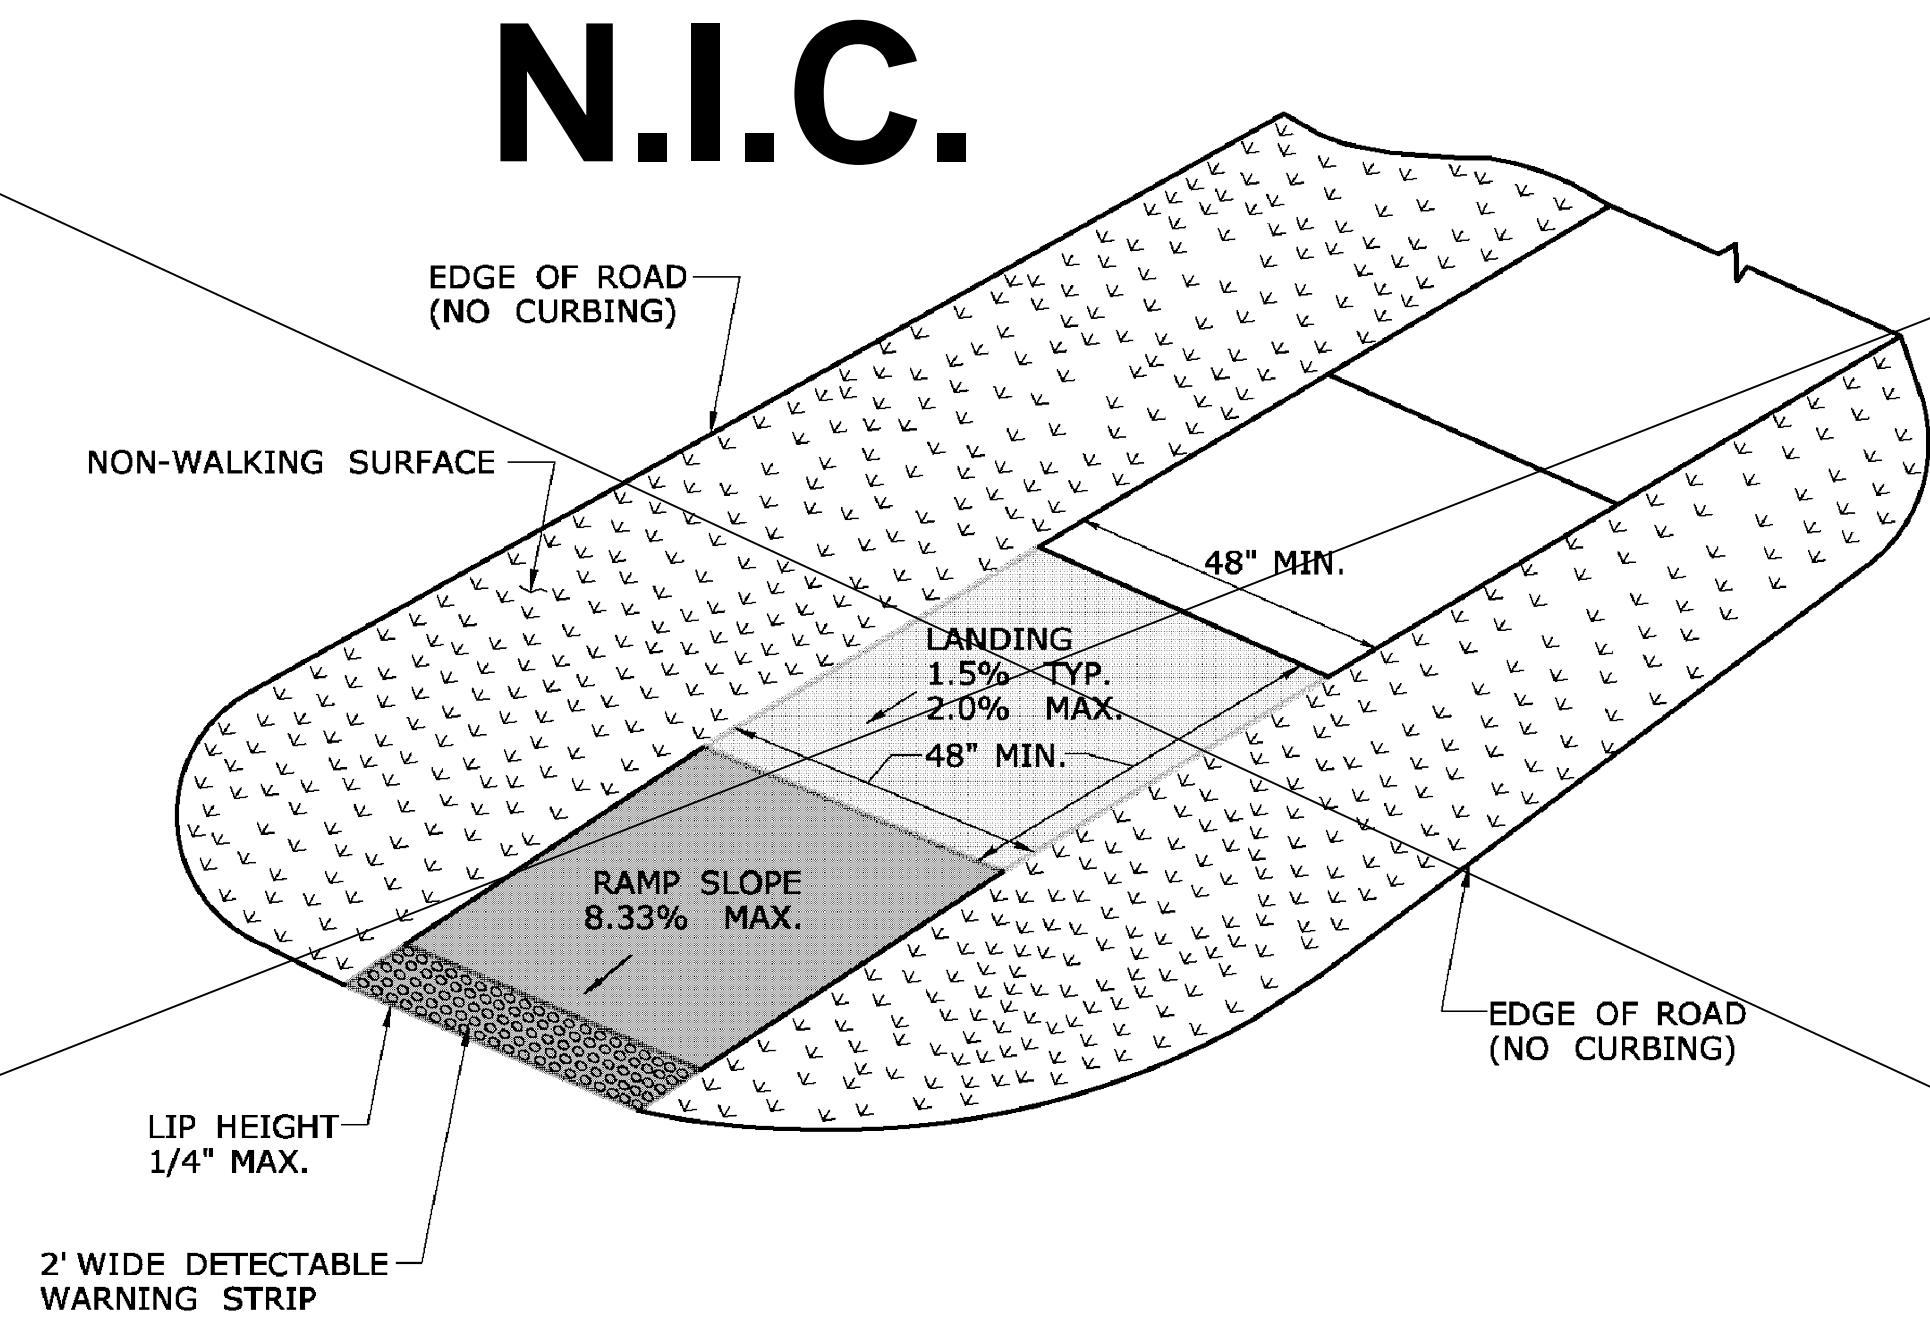 N.I.C.
EDGE OF ROAD
(NO CURBING)
NON-WALKING SURFACE
48" MIN.
LANDING
1.5% TYP.
2.0% MAX.
48" MIN.
RAMP SLOPE
8.33% MAX.
EDGE OF ROAD
(NO CURBING)
LIP HEIGHT
1/4" MAX.
2' WIDE DETECTABLE
WARNING STRIP